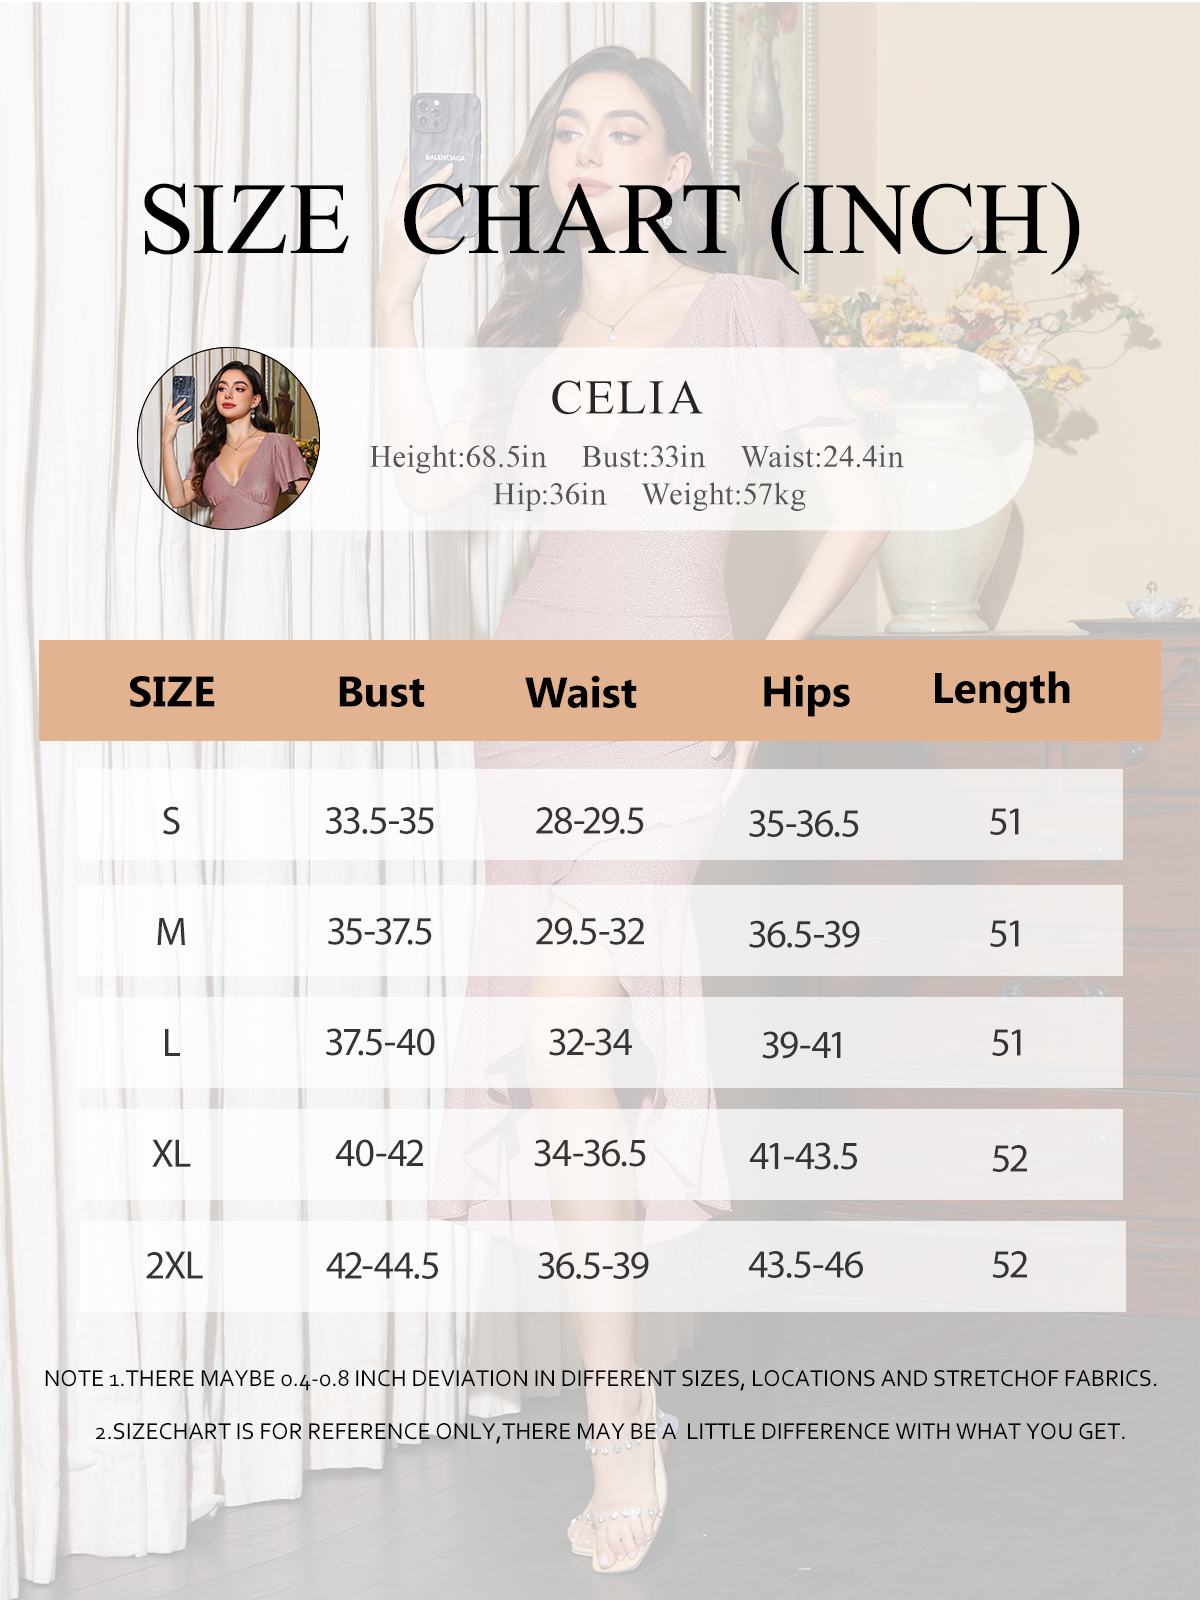 BALENCIAGA
SIZE CHART (INCH)
CELIA
Height:68.5in Bust:33in Waist:24.4in
Hip:36in Weight:57kg
SIZE Bust Waist Hips Length
S 33.5-35 28-29.5 35-36.5 51
M 35-37.5 29.5-32 36.5-39 51
L 37.5-40 32-34 39-41 51
XL 40-42 34-36.5 41-43.5 52
2XL 42-44.5 36.5-39 43.5-46 52
NOTE 1.THERE MAYBE 0.4-0.8 INCH DEVIATION IN DIFFERENT SIZES, LOCATIONS AND STRETCHOF FABRICS.
2.SIZECHART IS FOR REFERENCE ONLY,THERE MAY BE A LITTLE DIFFERENCE WITH WHAT YOU GET.